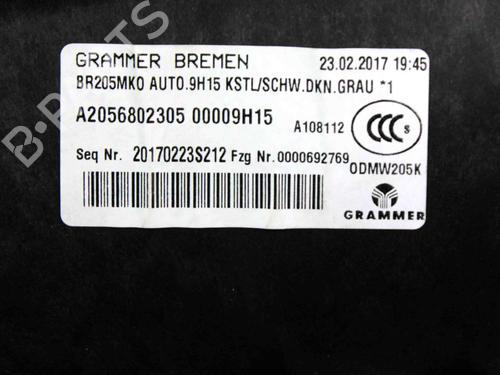 GRAMMER BREMEN 23.02.2017 19:45
BR205MKO AUTO.9H15 KSTL/SCHW.DKN.GRAU *1
A2056802305 00009H15 A108112
CCC S
Seq Nr. 20170223S212 Fzg Nr.0000692769 ODMW205K
GRAMMER
B-PARTS